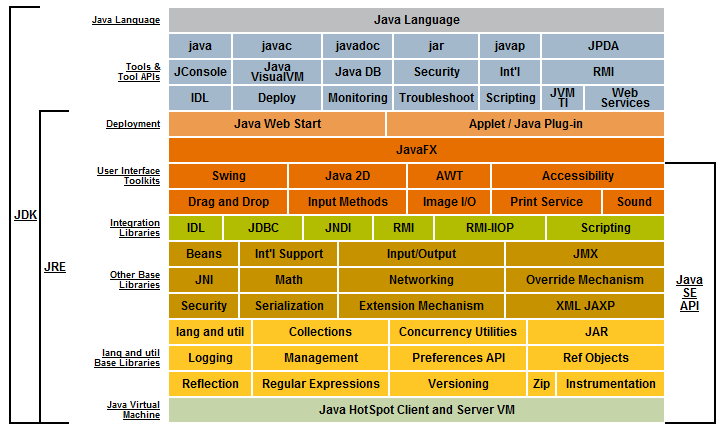 Java Language Java Language
java javac javadoc jar javap JPDA
Tools & Tool APIs JConsole Java VisualVM Java DB Security Int'l RMI
IDL Deploy Monitoring Troubleshoot Scripting JVM TI Web Services
Deployment Java Web Start Applet / Java Plug-in
JavaFX
User Interface Toolkits Swing Java 2D AWT Accessibility
Drag and Drop Input Methods Image I/O Print Service Sound
Integration Libraries IDL JDBC JNDI RMI RMI-IIOP Scripting
JDK
JRE
Beans Int'l Support Input/Output JMX
Other Base Libraries JNI Math Networking Override Mechanism
Security Serialization Extension Mechanism XML JAXP
Java SE API
lang and util Collections Concurrency Utilities JAR
lang and util Base Libraries Logging Management Preferences API Ref Objects
Reflection Regular Expressions Versioning Zip Instrumentation
Java Virtual Machine Java HotSpot Client and Server VM